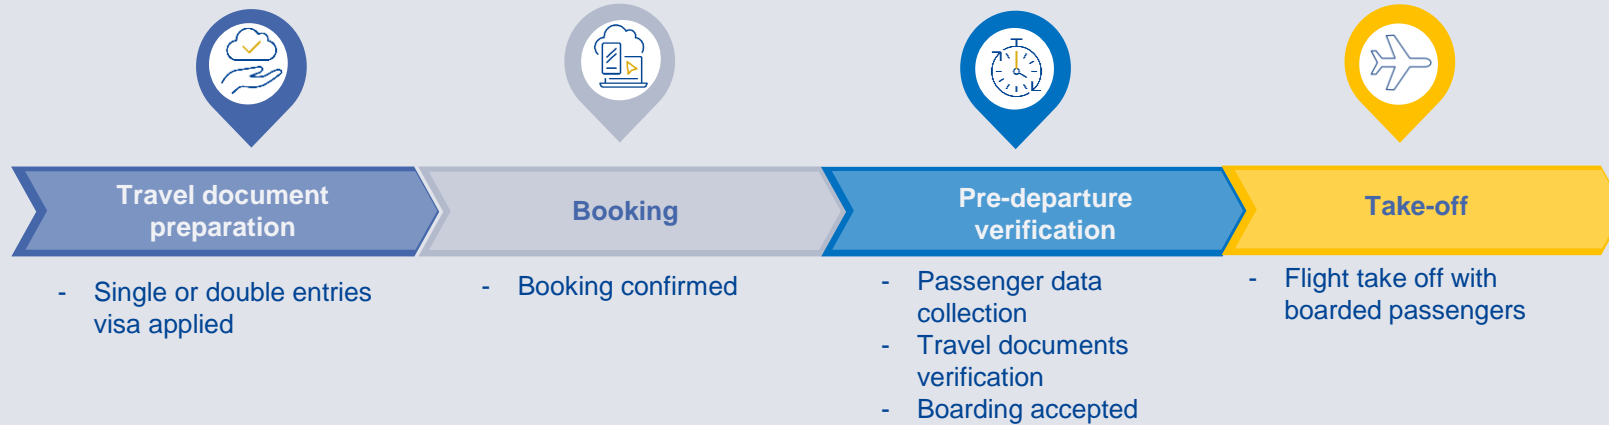 Travel document
preparation
Booking
Pre-departure
verification
Take-off
- Single or double entries
visa applied
- Booking confirmed
- Passenger data
collection
- Travel documents
verification
- Boarding accepted
- Flight take off with
boarded passengers